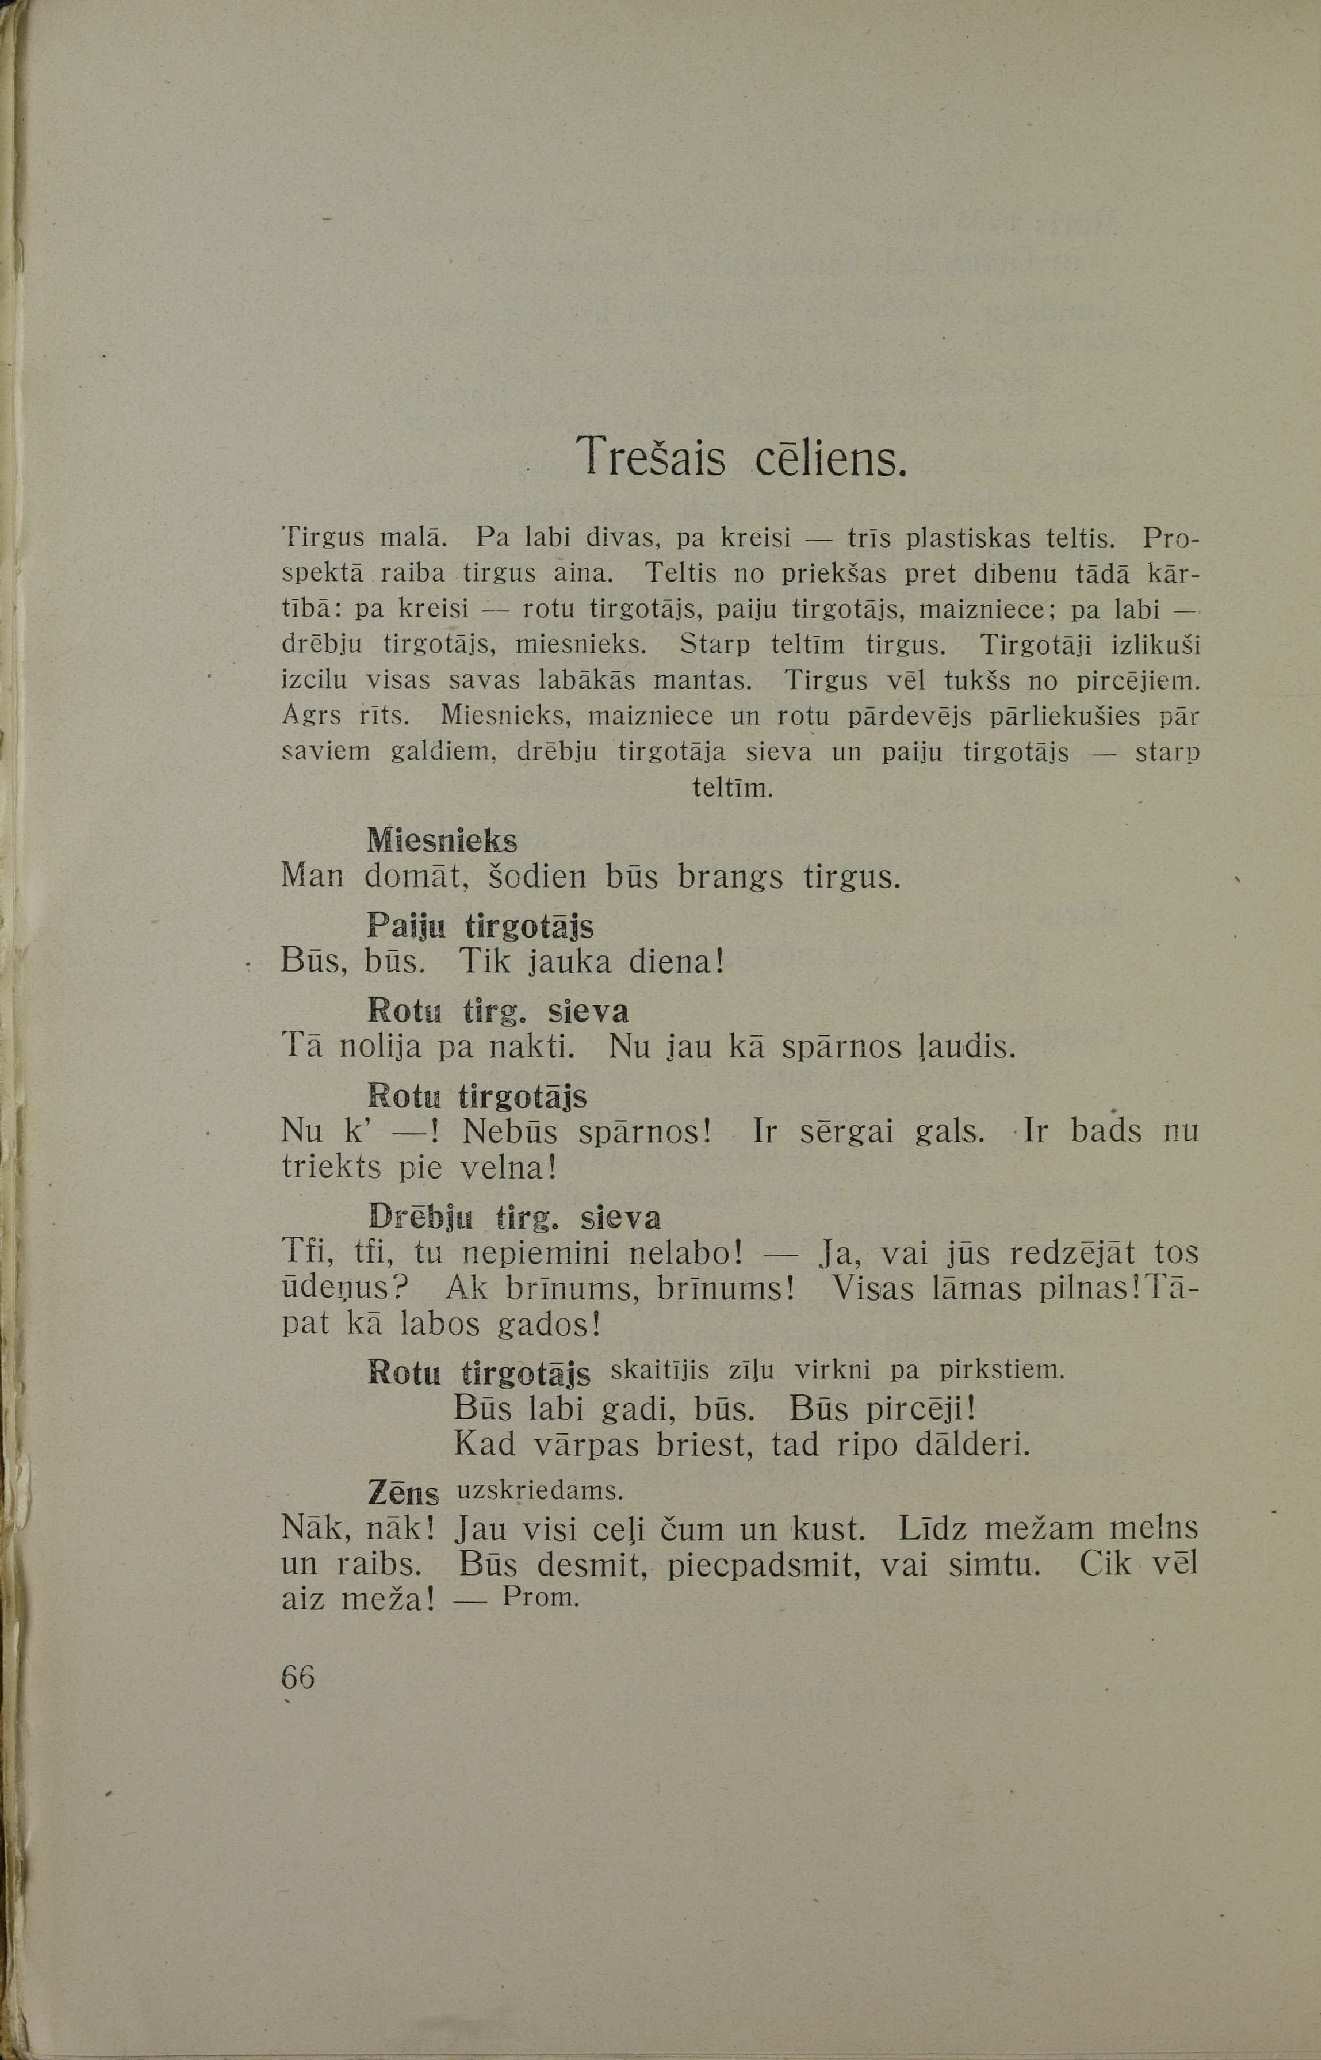 Trešais cēliens.
Tirgus malā. Pa labi divas, pa kreisi — trīs plastiskas teltis. Pro-
spektā raiba tirgus aina. Teltis no priekšas pret dibenu tādā kār-
tībā: pa kreisi — rotu tirgotājs, paiju tirgotājs, maizniece; pa labi —
drēbju tirgotājs, miesnieks. Starp teltīm tirgus. Tirgotāji izlikuši
izcilu visas savas labākās mantas. Tirgus vēl tukšs no pircējiem.
Agrs rīts. Miesnieks, maizniece un rotu pārdevējs pārliekušies pār
saviem galdiem, drēbju tirgotāja sieva un paiju tirgotājs — starp
teltīm.
Miesnieks
Man domāt, šodien būs brangs tirgus.
Paiju tirgotājs
Būs, būs. Tik jauka diena!
Rotu tirg. sieva
Tā nolija pa nakti. Nu jau kā spārnos ļaudis.
Rotu tirgotājs
Nu k’ —! Nebūs spārnos! Ir sērgai gals. Ir bads nu
triekts pie velna!
Drēbju tirg. sieva
Tfi, tfi, tu nepiemini nelabo! — Ja, vai jūs redzējāt tos
ūdeņus? Ak brīnums, brīnums! Visas lāmas pilnas!Tā-
pat kā labos gados!
Rotu tirgotājs skaitījis zīļu virkni pa pirkstiem.
Būs labi gadi, būs. Būs pircēji!
Kad vārpas briest, tad ripo dālderi.
Zēns uzskriedams.
Nāk, nāk! Jau visi ceļi čum un kust. Līdz mežam melns
un raibs. Būs desmit, piecpadsmit, vai simtu. Cik vēl
aiz meža! — Prom.
66